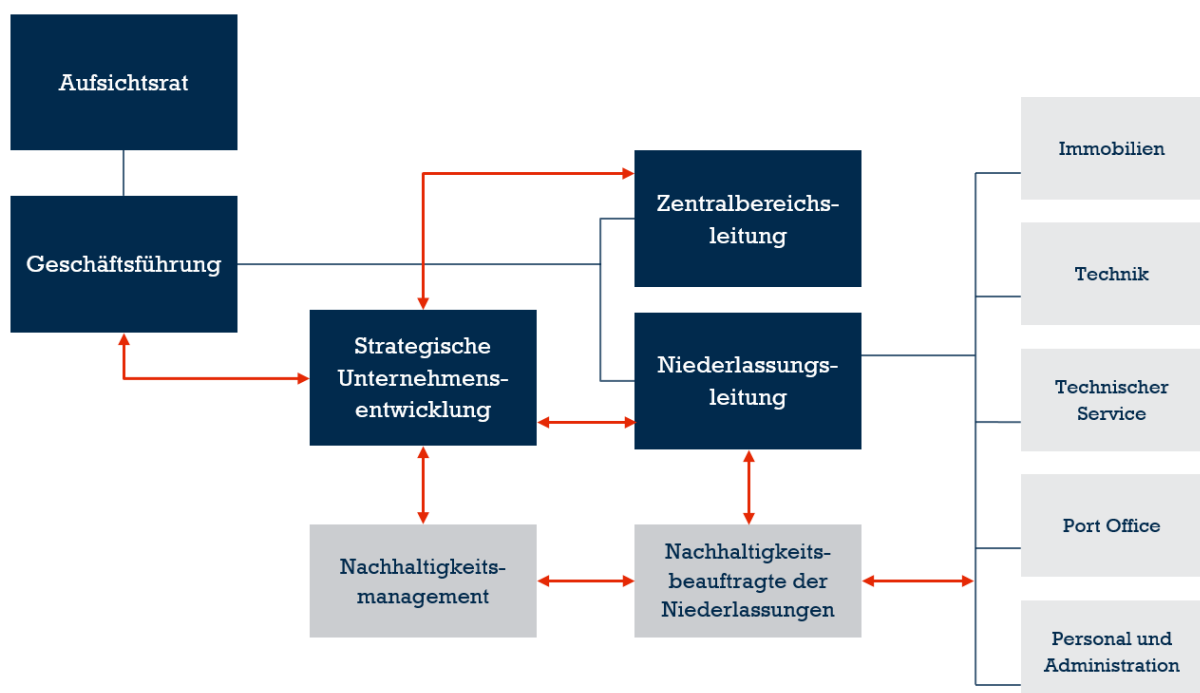 Aufsichtsrat
Geschäftsführung
Strategische
Unternehmens-
entwicklung
Zentralbereichs-
leitung
Niederlassungs-
leitung
Nachhaltigkeits-
management
Nachhaltigkeits-
beauftragte der
Niederlassungen
Immobilien
Technik
Technischer
Service
Port Office
Personal und
Administration